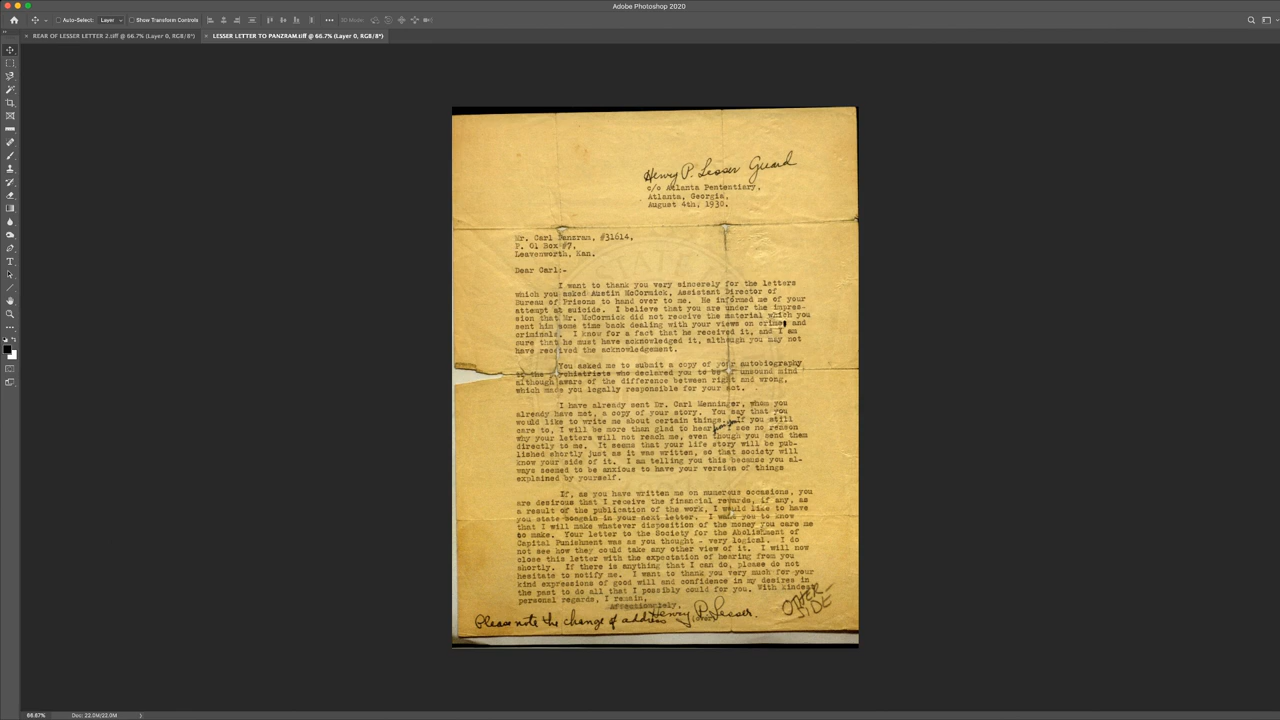 Adobe Photoshop 2020
Auto-Select: Layer Show Transform Controls 3D Mode:
× REAR OF LESSER LETTER 2.tiff @ 66.7% (Layer 0, RGB/8*) × LESSER LETTER TO PANZRAM.tiff @ 66.7% (Layer 0, RGB/8*)
Henry P. Lesser Guard
c/o Atlanta Pententiary,
Atlanta, Georgia,
August 4th, 1930.
Mr. Carl Panzram, #31614,
P. O1 Box #7,
Leavenworth, Kan.
Dear Carl:-
I want to thank you very sincerely for the letters
which you asked Austin McCormick, Assistant Director of
Bureau of Prisons to hand over to me. He informed me of your
attempt at suicide. I believe that you are under the impres-
sion that Mr. McCormick did not receive the material which you
sent him some time back dealing with your views on crime and
criminals. I know for a fact that he received it, and I am
sure that he must have acknowledged it, although you may not
have received the acknowledgement.
You asked me to submit a copy of your autobiography
to the who declared you to be of unsound mind
although aware of the difference between right and wrong,
which made you legally responsible for your act.
I have already sent Dr. Carl Menninger, whom you
already have met, a copy of your story. You say that you
would like to write me about certain things. If you still
care to, I will be more than glad to hear see no reason
why your letters will not reach me, even though you send them
directly to me. It seems that your life story will be pub-
lished shortly just as it was written, so that society will
know your side of it. I am telling you this because you al-
ways seemed to be anxious to have your version of things
explained by yourself.
If, as you have written me on numerous occasions, you
are desirous that I receive the financial rewards, if any, as
a result of the publication of the work, I would like to have
you state in your next letter. I want you to know
that I will make whatever disposition of the money you care me
to make. Your letter to the Society for the Abolishment of
Capital Punishment was as you thought - very logical. I do
not see how they could take any other view of it. I will now
close this letter with the expectation of hearing from you
shortly. If there is anything that I can do, please do not
hesitate to notify me. I want to thank you very much for your
kind expressions of good will and confidence in my desires in
the past to do all that I possibly could for you. With kindest
personal regards, I remain,
Affectionately,
Henry P. Lesser.
Please note the change of address
OTHER
SIDE
66.67% Doc: 22.0M/22.0M